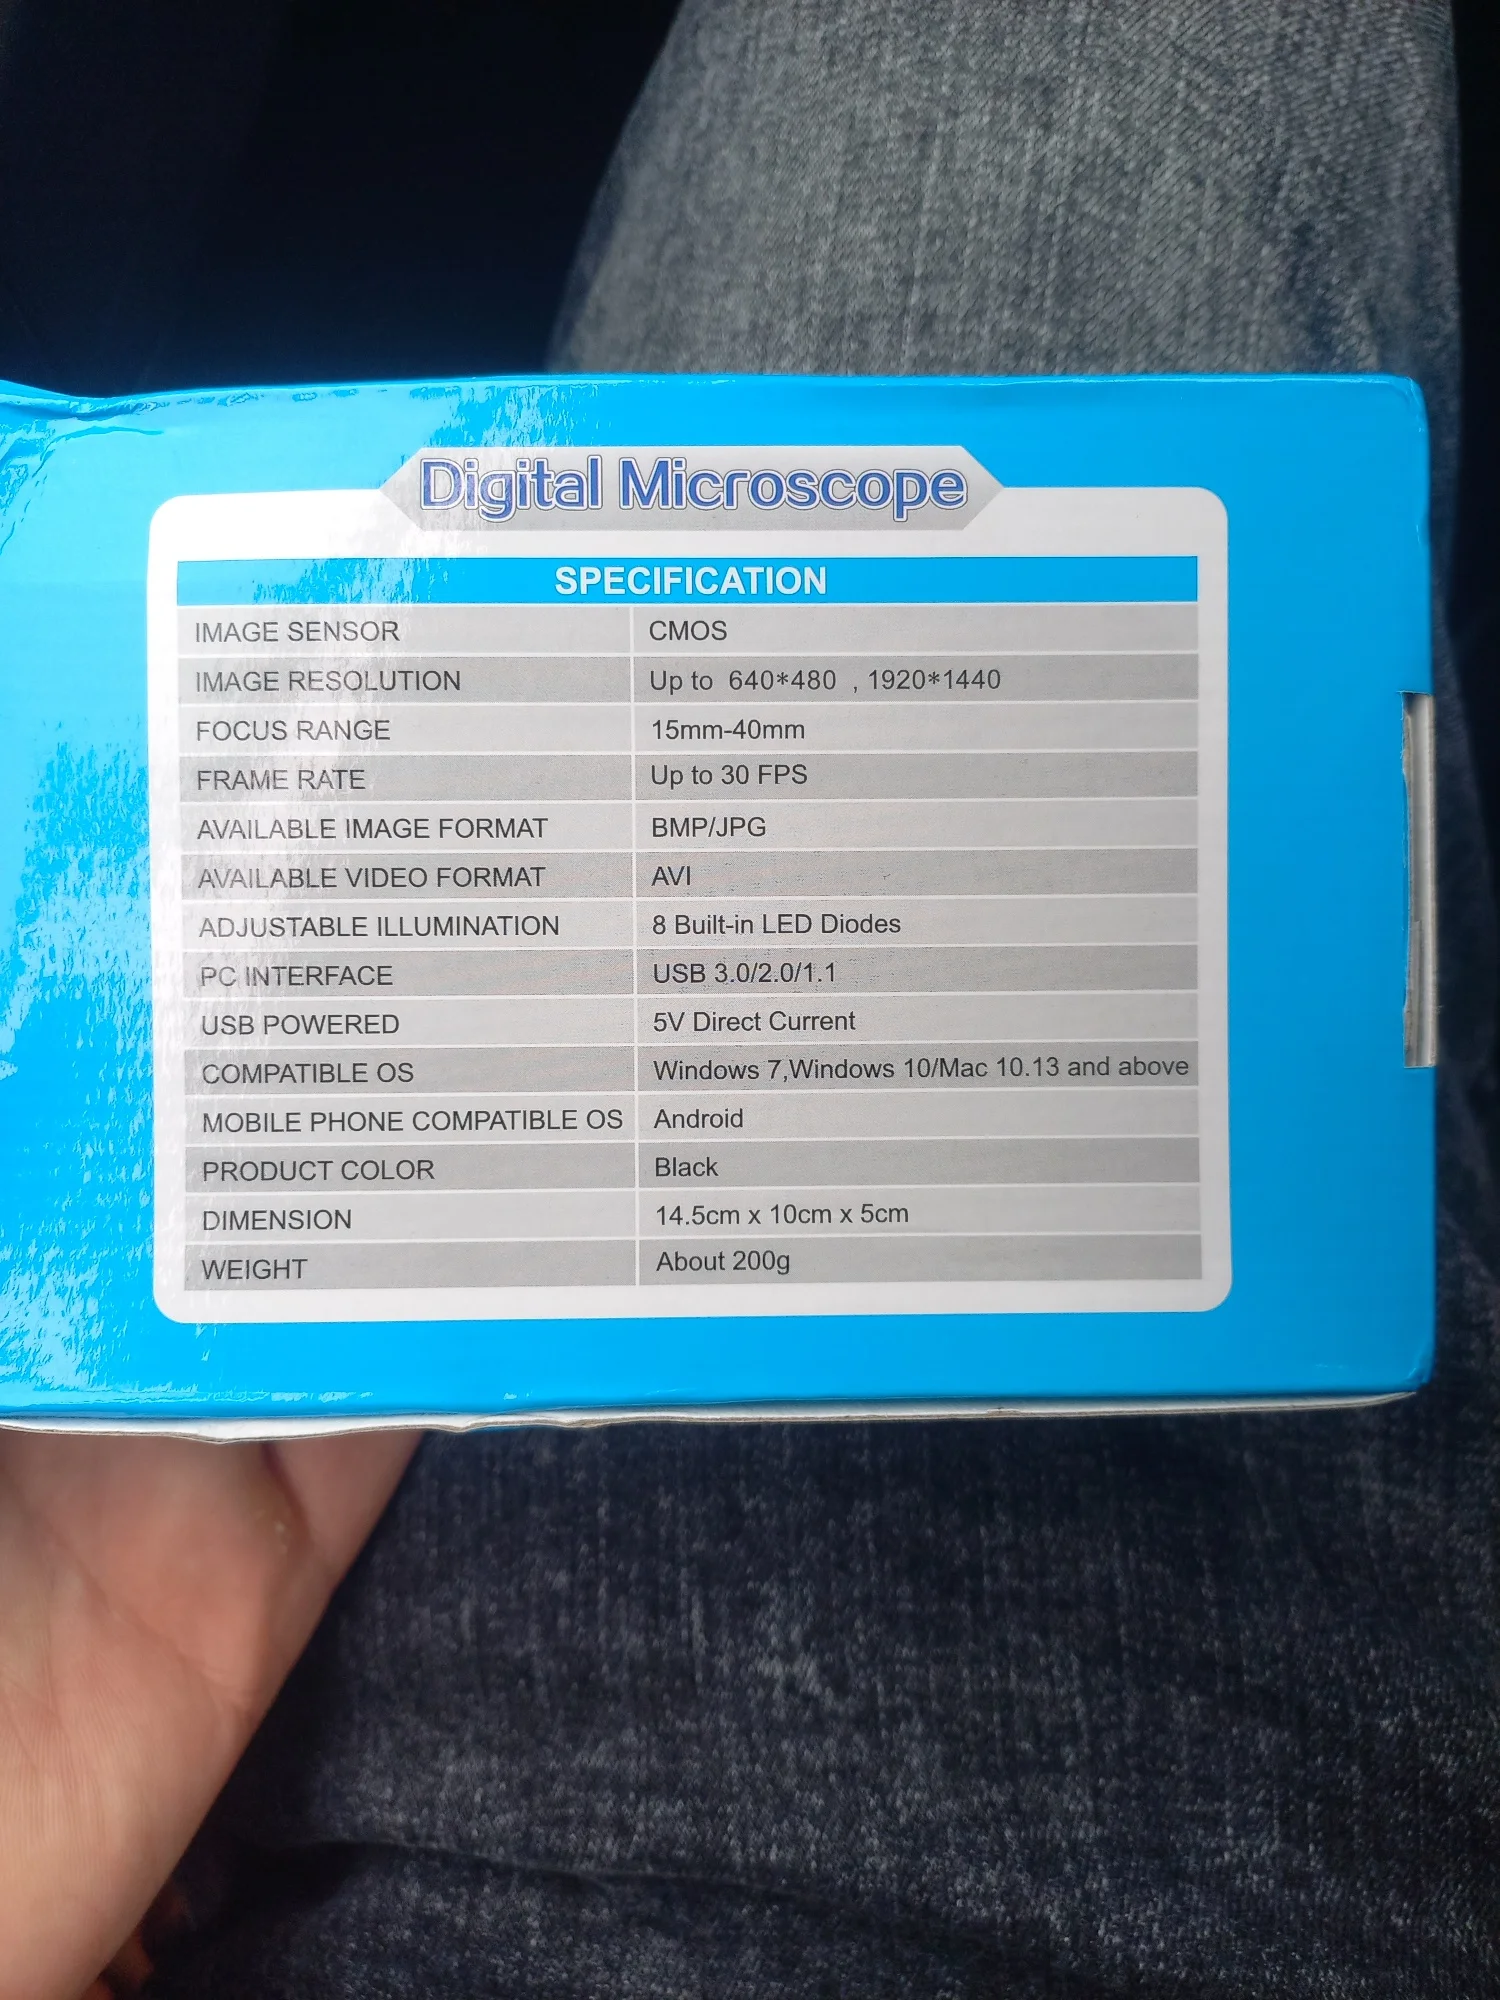 Digital Microscope
SPECIFICATION
IMAGE SENSOR CMOS
IMAGE RESOLUTION Up to 640*480 , 1920*1440
FOCUS RANGE 15mm-40mm
FRAME RATE Up to 30 FPS
AVAILABLE IMAGE FORMAT BMP/JPG
AVAILABLE VIDEO FORMAT AVI
ADJUSTABLE ILLUMINATION 8 Built-in LED Diodes
PC INTERFACE USB 3.0/2.0/1.1
USB POWERED 5V Direct Current
COMPATIBLE OS Windows 7,Windows 10/Mac 10.13 and above
MOBILE PHONE COMPATIBLE OS Android
PRODUCT COLOR Black
DIMENSION 14.5cm x 10cm x 5cm
WEIGHT About 200g